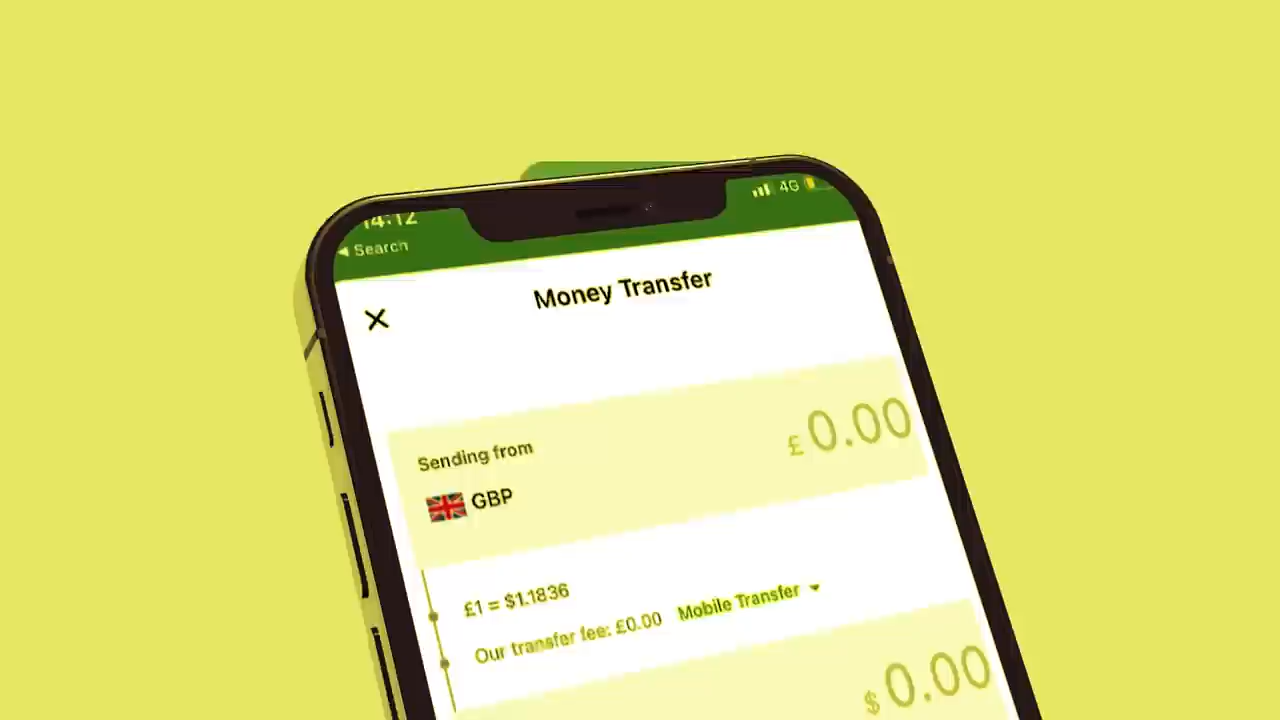 14:12
4G
◀ Search
Money Transfer
Sending from
£0.00
GBP
£1 = $1.1836
Our transfer fee: £0.00 Mobile Transfer
$0.00